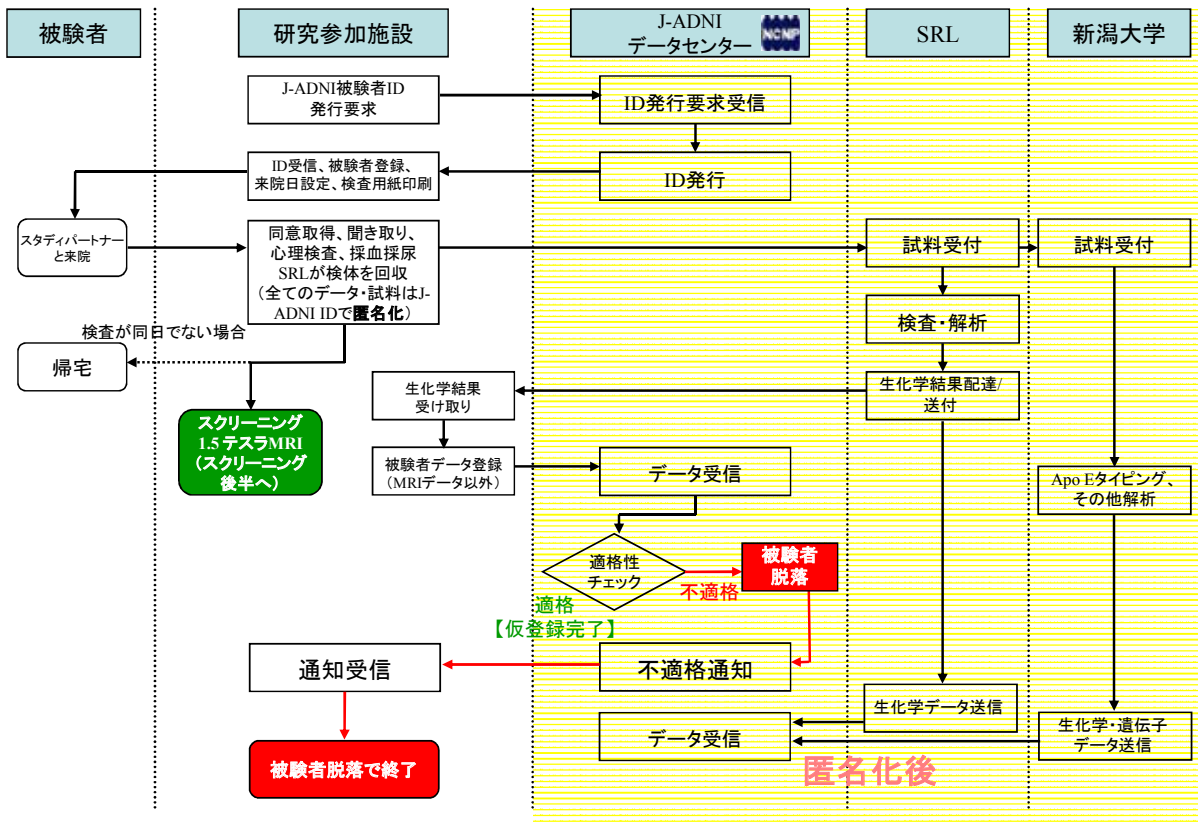 被験者
研究参加施設
J-ADNI
データセンター
NCNP
SRL
新潟大学
J-ADNI被験者ID
発行要求
ID発行要求受信
ID受信、被験者登録、
来院日設定、検査用紙印刷
ID発行
スタディパートナー
と来院
同意取得、聞き取り、
心理検査、採血採尿
SRLが検体を回収
(全てのデータ・試料はJ-
ADNI IDで匿名化)
試料受付
試料受付
検査が同日でない場合
帰宅
検査・解析
スクリーニング
1.5テスラMRI
(スクリーニング
後半へ)
生化学結果
受け取り
生化学結果配達/
送付
被験者データ登録
(MRIデータ以外)
データ受信
Apo Eタイピング、
その他解析
適格性
チェック
被験者
脱落
不適格
適格
【仮登録完了】
通知受信
不適格通知
生化学データ送信
データ受信
生化学・遺伝子
データ送信
被験者脱落で終了
匿名化後